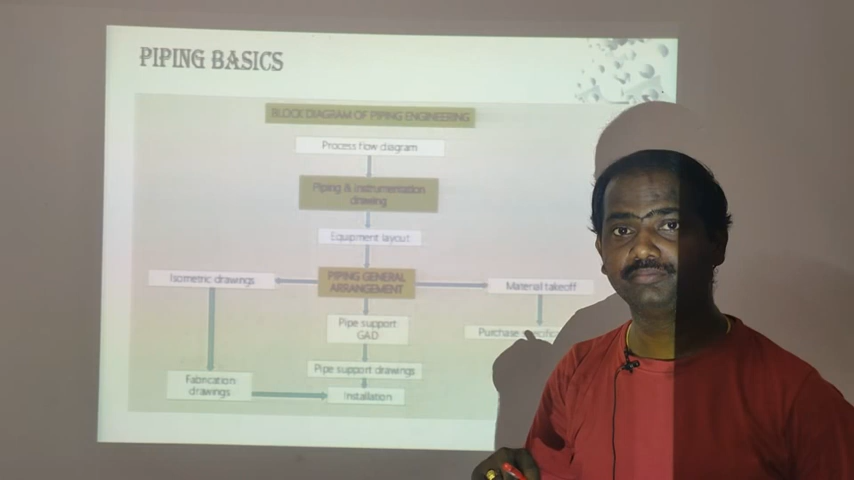 PIPING BASICS
BLOCK DIAGRAM OF PIPING ENGINEERING
Process flow diagram
Piping & instrumentation
drawing
Equipment layout
Isometric drawings
PIPING GENERAL
ARRANGEMENT
Material takeoff
Pipe support
GAD
Purchase
Pipe support drawings
Fabrication
drawings
Installation